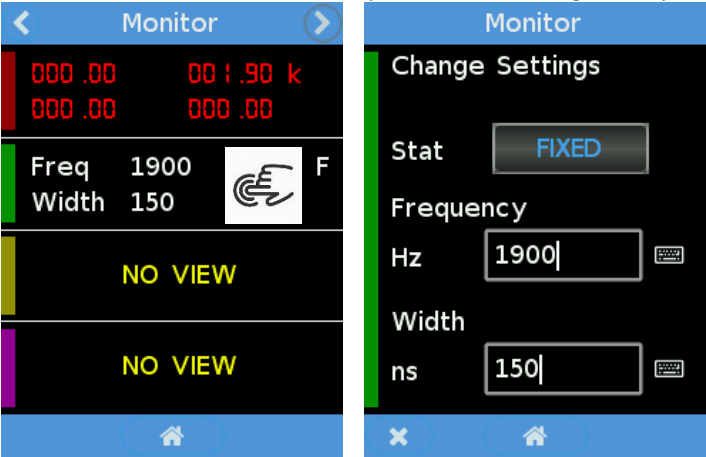 Monitor
000.00 001.90 k
000.00 000.00
Freq 1900 F
Width 150
NO VIEW
NO VIEW
Monitor
Change Settings
Stat FIXED
Frequency
Hz 1900
Width
ns 150